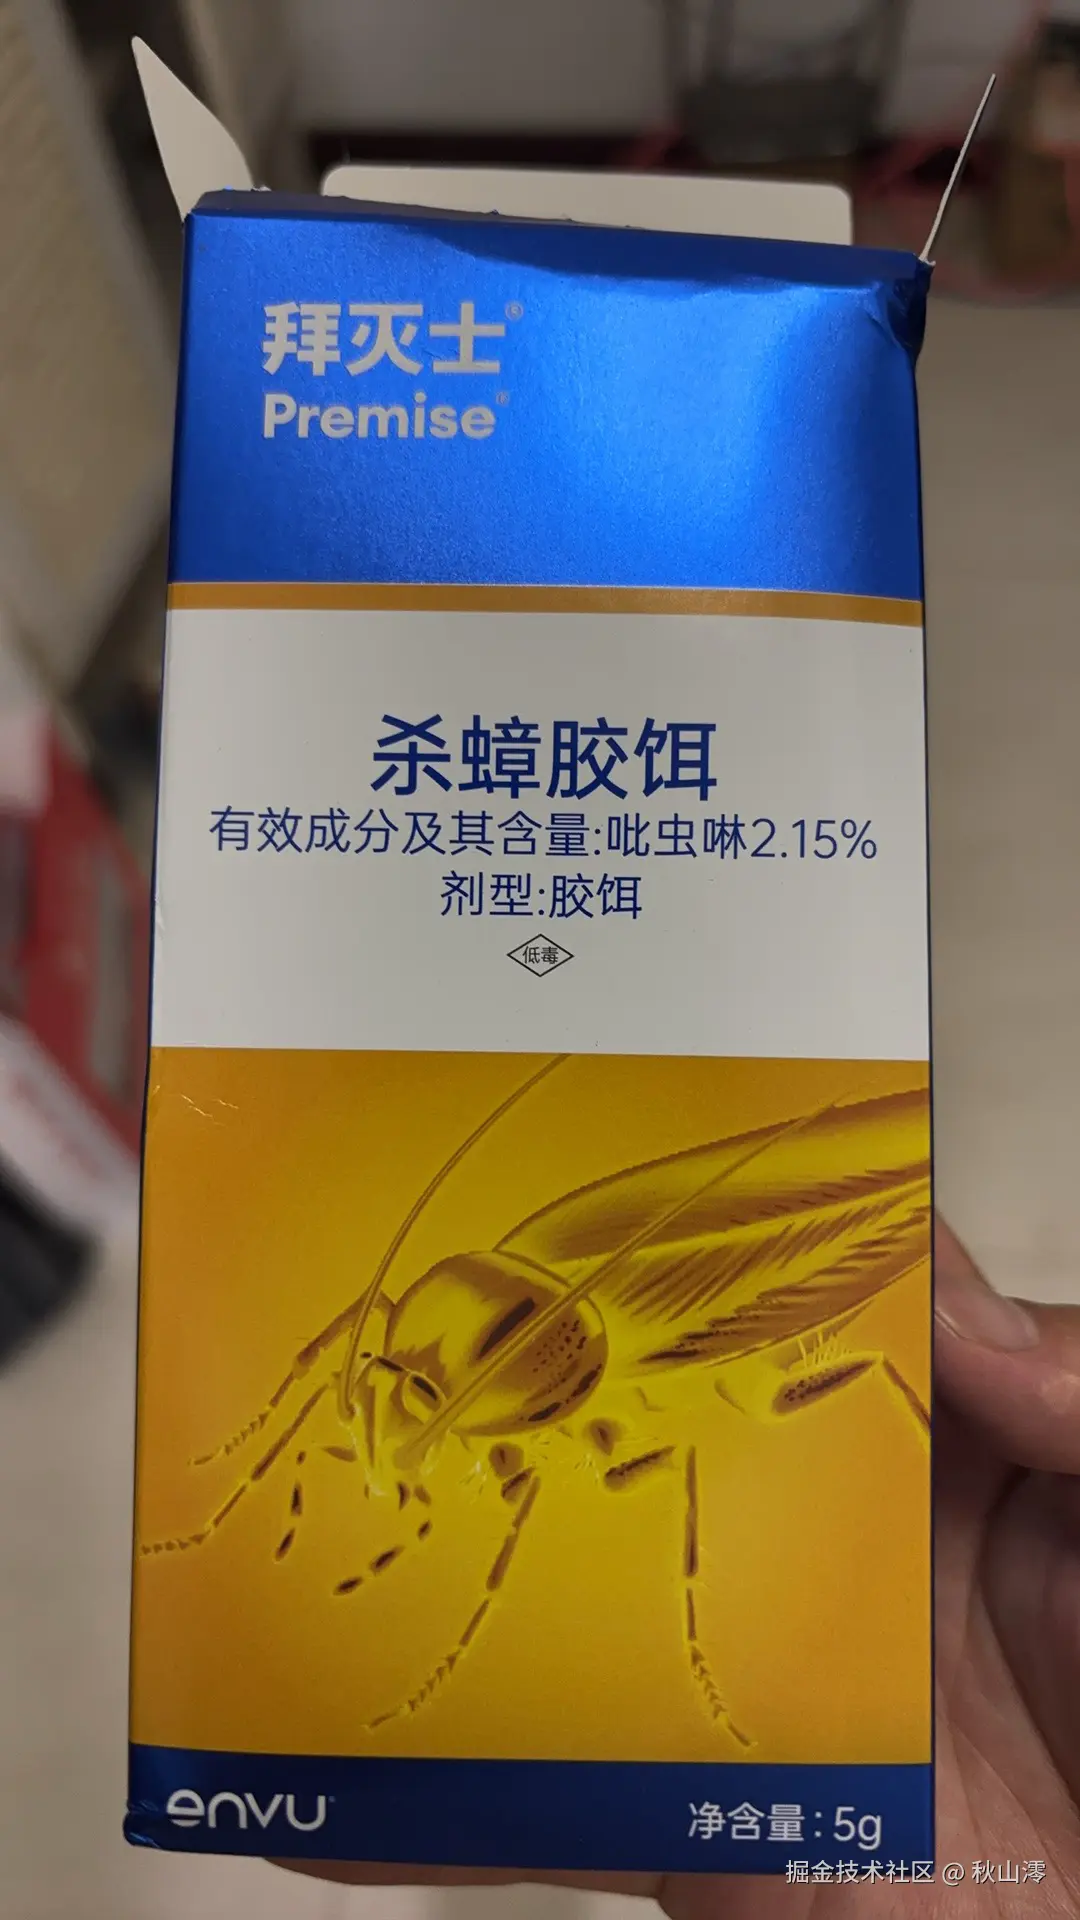 拜灭士®
Premise®
杀蟑胶饵
有效成分及其含量:吡虫啉2.15%
剂型:胶饵
低毒
envu
净含量：5g
掘金技术社区 @ 秋山澪